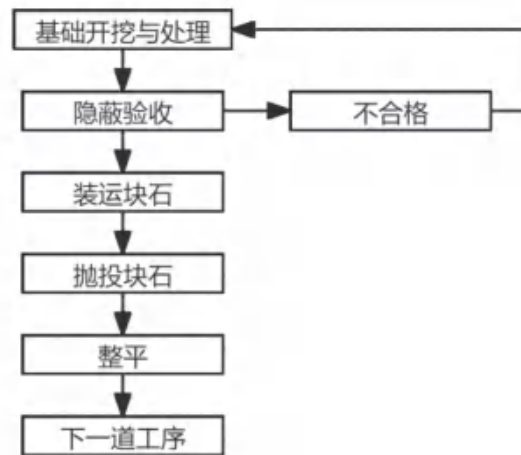 基础开挖与处理
隐蔽验收
不合格
装运块石
抛投块石
整平
下一道工序